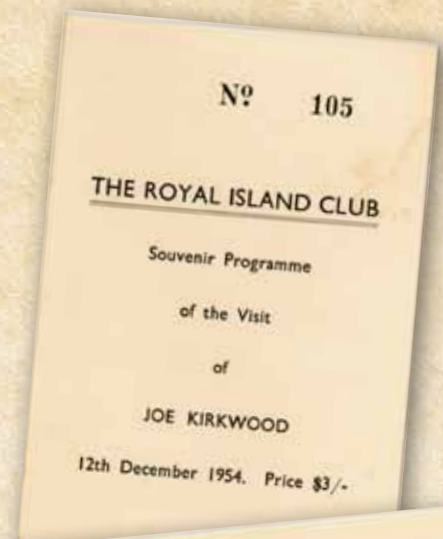 Nº 105
THE ROYAL ISLAND CLUB
Souvenir Programme
of the Visit
of
JOE KIRKWOOD
12th December 1954. Price $3/-